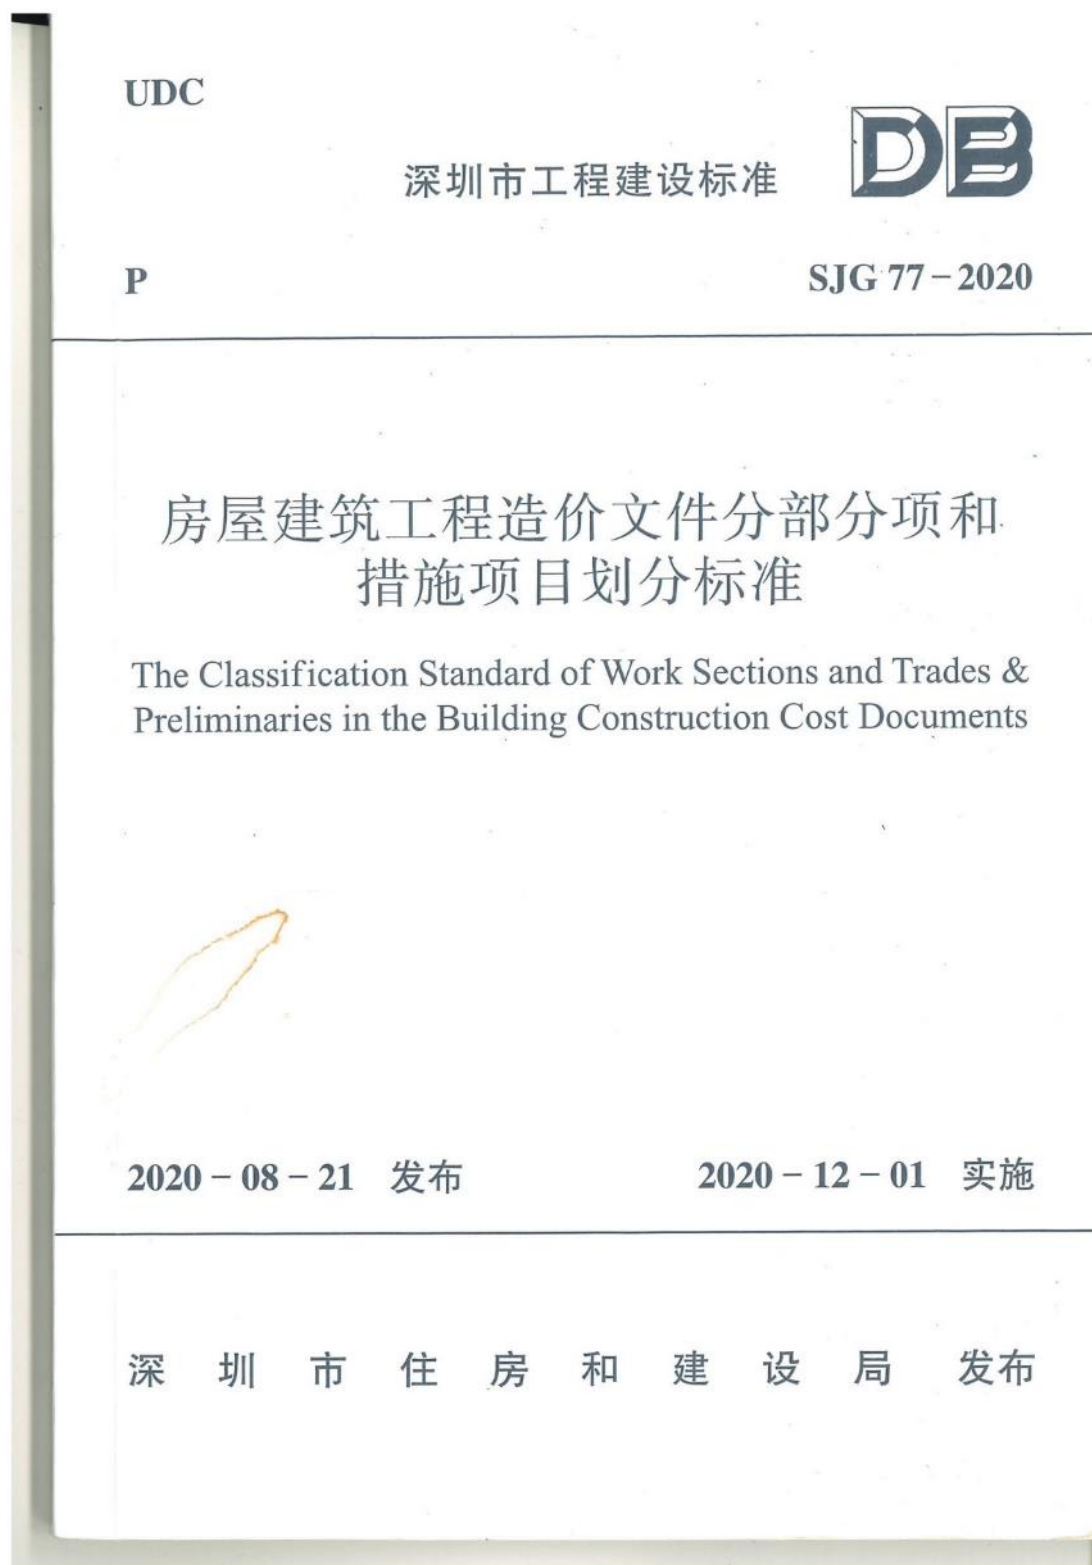 UDC
DB
深圳市工程建设标准
P
SJG 77－2020
房屋建筑工程造价文件分部分项和
措施项目划分标准
The Classification Standard of Work Sections and Trades &
Preliminaries in the Building Construction Cost Documents
2020－08－21 发布
2020－12－01 实施
深圳市住房和建设局 发布